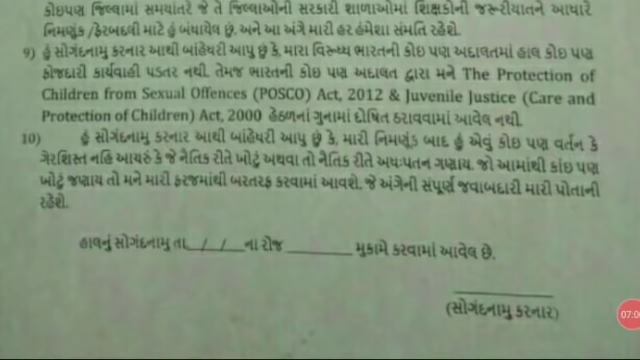 કોઇપણ જિલ્લામાં સમયાંતરે જે તે જિલ્લાઓની સરકારી શાળાઓમાં શિક્ષકોની જરૂરીયાતને આધારે
નિમણૂંક /ફેરબદલી માટે હું બંધાયેલ છું. અને આ અંગે મારી હર હંમેશા સંમતિ રહેશે.
9) હું સોગંદનામુ કરનાર આથી બાંહેધરી આપુ છું કે, મારા વિરૂધ્ધ ભારતની કોઇ પણ અદાલતમાં હાલ કોઇ પણ
ફોજદારી કાર્યવાહી પડતર નથી. તેમજ ભારતની કોઇ પણ અદાલત દ્વારા મને The Protection of
Children from Sexual Offences (POSCO) Act, 2012 & Juvenile Justice (Care and
Protection of Children) Act, 2000 હેઠળનાં ગુનામાં દોષિત ઠરાવવામાં આવેલ નથી.
10) હું સોગંદનામુ કરનાર આથી બાંહેધરી આપુ છું કે, મારી નિમણૂંક બાદ હું એવું કોઇ પણ વર્તન કે
ગેરશિસ્ત નહિ આચરું કે જે નૈતિક રીતે ખોટું અથવા તો નૈતિક રીતે અધ:પતન ગણાય. જો આમાંથી કાંઇ પણ
ખોટું જણાય તો મને મારી ફરજમાંથી બરતરફ કરવામાં આવશે. જે અંગેની સંપૂર્ણ જવાબદારી મારી પોતાની
રહેશે.
હાલનું સોગંદનામુ તા__/__/__ના રોજ __________ મુકામે કરવામાં આવેલ છે.
(સોગંદનામુ કરનાર)